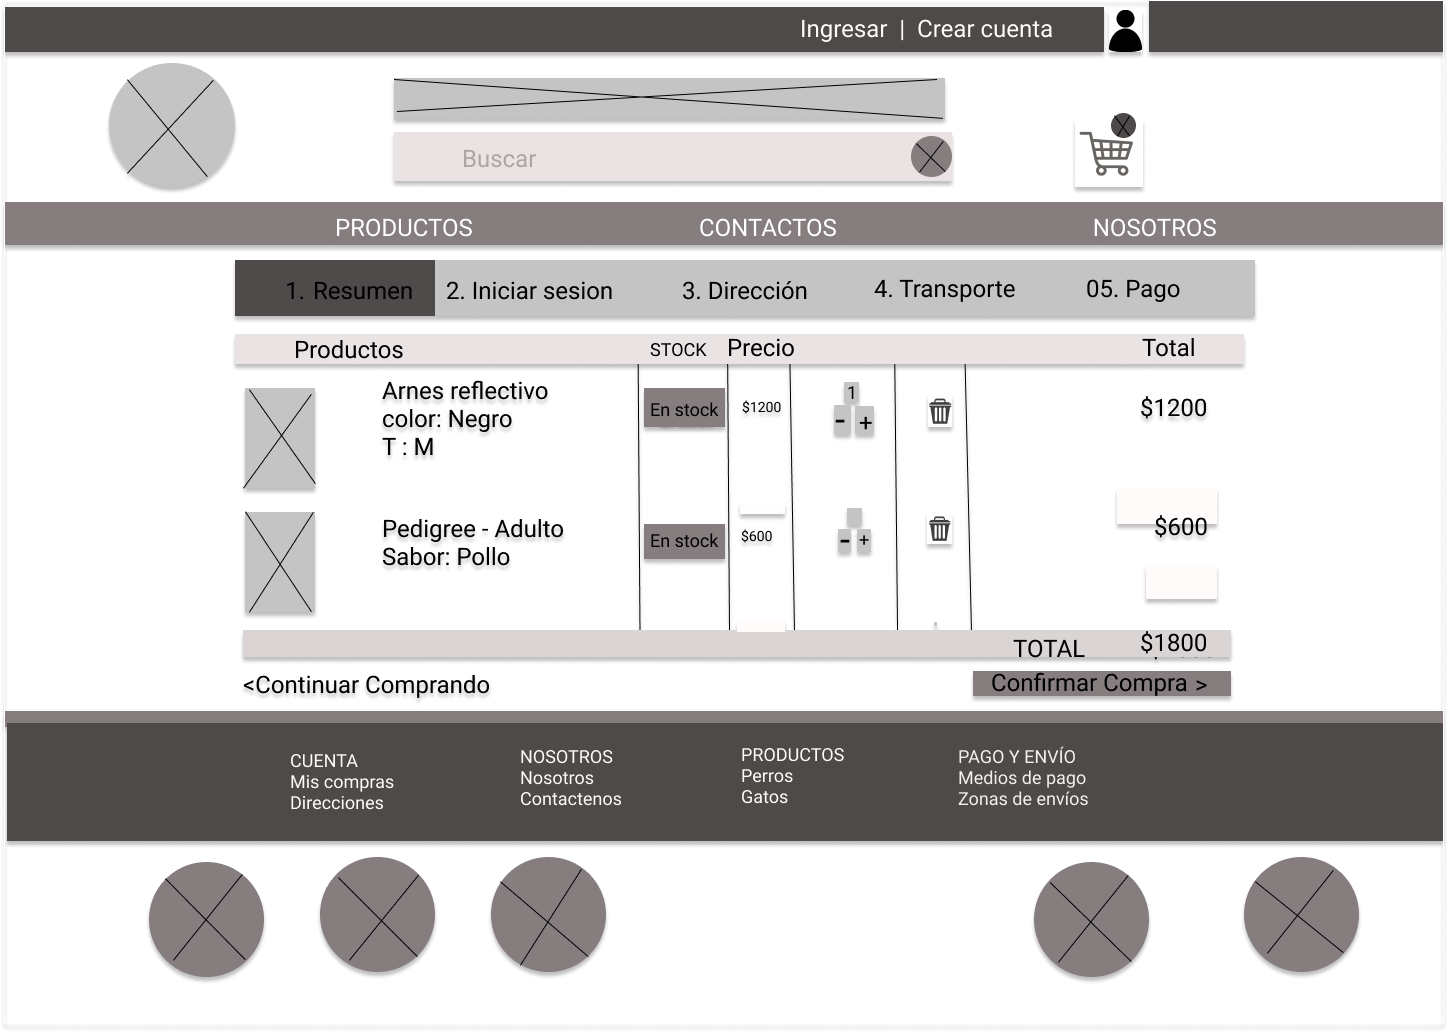 Ingresar | Crear cuenta
Buscar
PRODUCTOS CONTACTOS NOSOTROS
1. Resumen 2. Iniciar sesion 3. Dirección 4. Transporte 05. Pago
Productos STOCK Precio Total
Arnes reflectivo
color: Negro
T : M
En stock $1200 1 - + $1200
Pedigree - Adulto
Sabor: Pollo
En stock $600 - + $600
TOTAL $1800
<Continuar Comprando Confirmar Compra >
CUENTA
Mis compras
Direcciones
NOSOTROS
Nosotros
Contactenos
PRODUCTOS
Perros
Gatos
PAGO Y ENVÍO
Medios de pago
Zonas de envíos